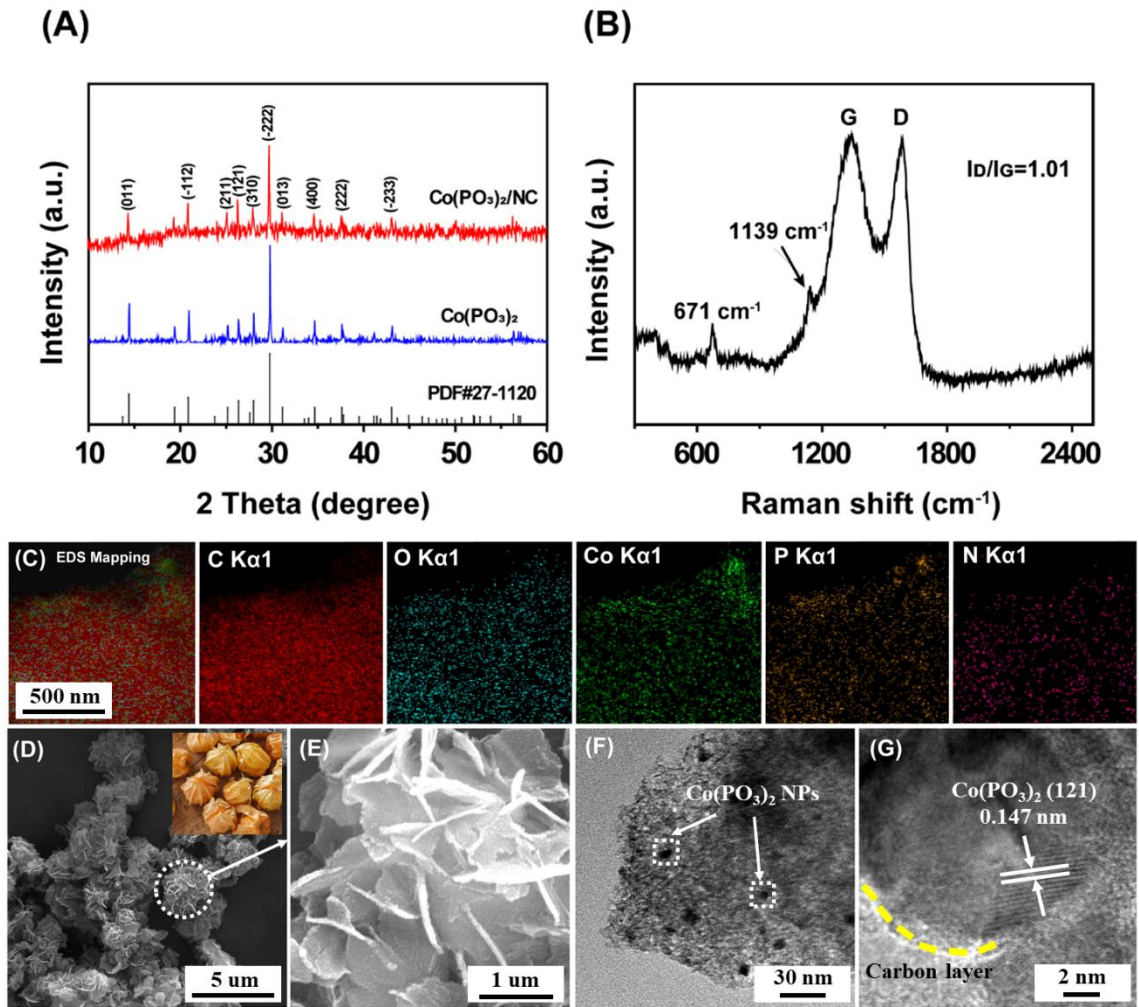 (A)
Intensity (a.u.)
(011)
(-112)
(211)
(121)
(310)
(-222)
(013)
(400)
(222)
(-233)
Co(PO₃)₂/NC
Co(PO₃)₂
PDF#27-1120
10 20 30 40 50 60
2 Theta (degree)
(B)
Intensity (a.u.)
G D
ID/IG=1.01
1139 cm⁻¹
671 cm⁻¹
600 1200 1800 2400
Raman shift (cm⁻¹)
(C) EDS Mapping
500 nm
C Kα1
O Kα1
Co Kα1
P Kα1
N Kα1
(D)
5 um
(E)
1 um
(F)
Co(PO₃)₂ NPs
30 nm
(G)
Co(PO₃)₂ (121)
0.147 nm
Carbon layer
2 nm